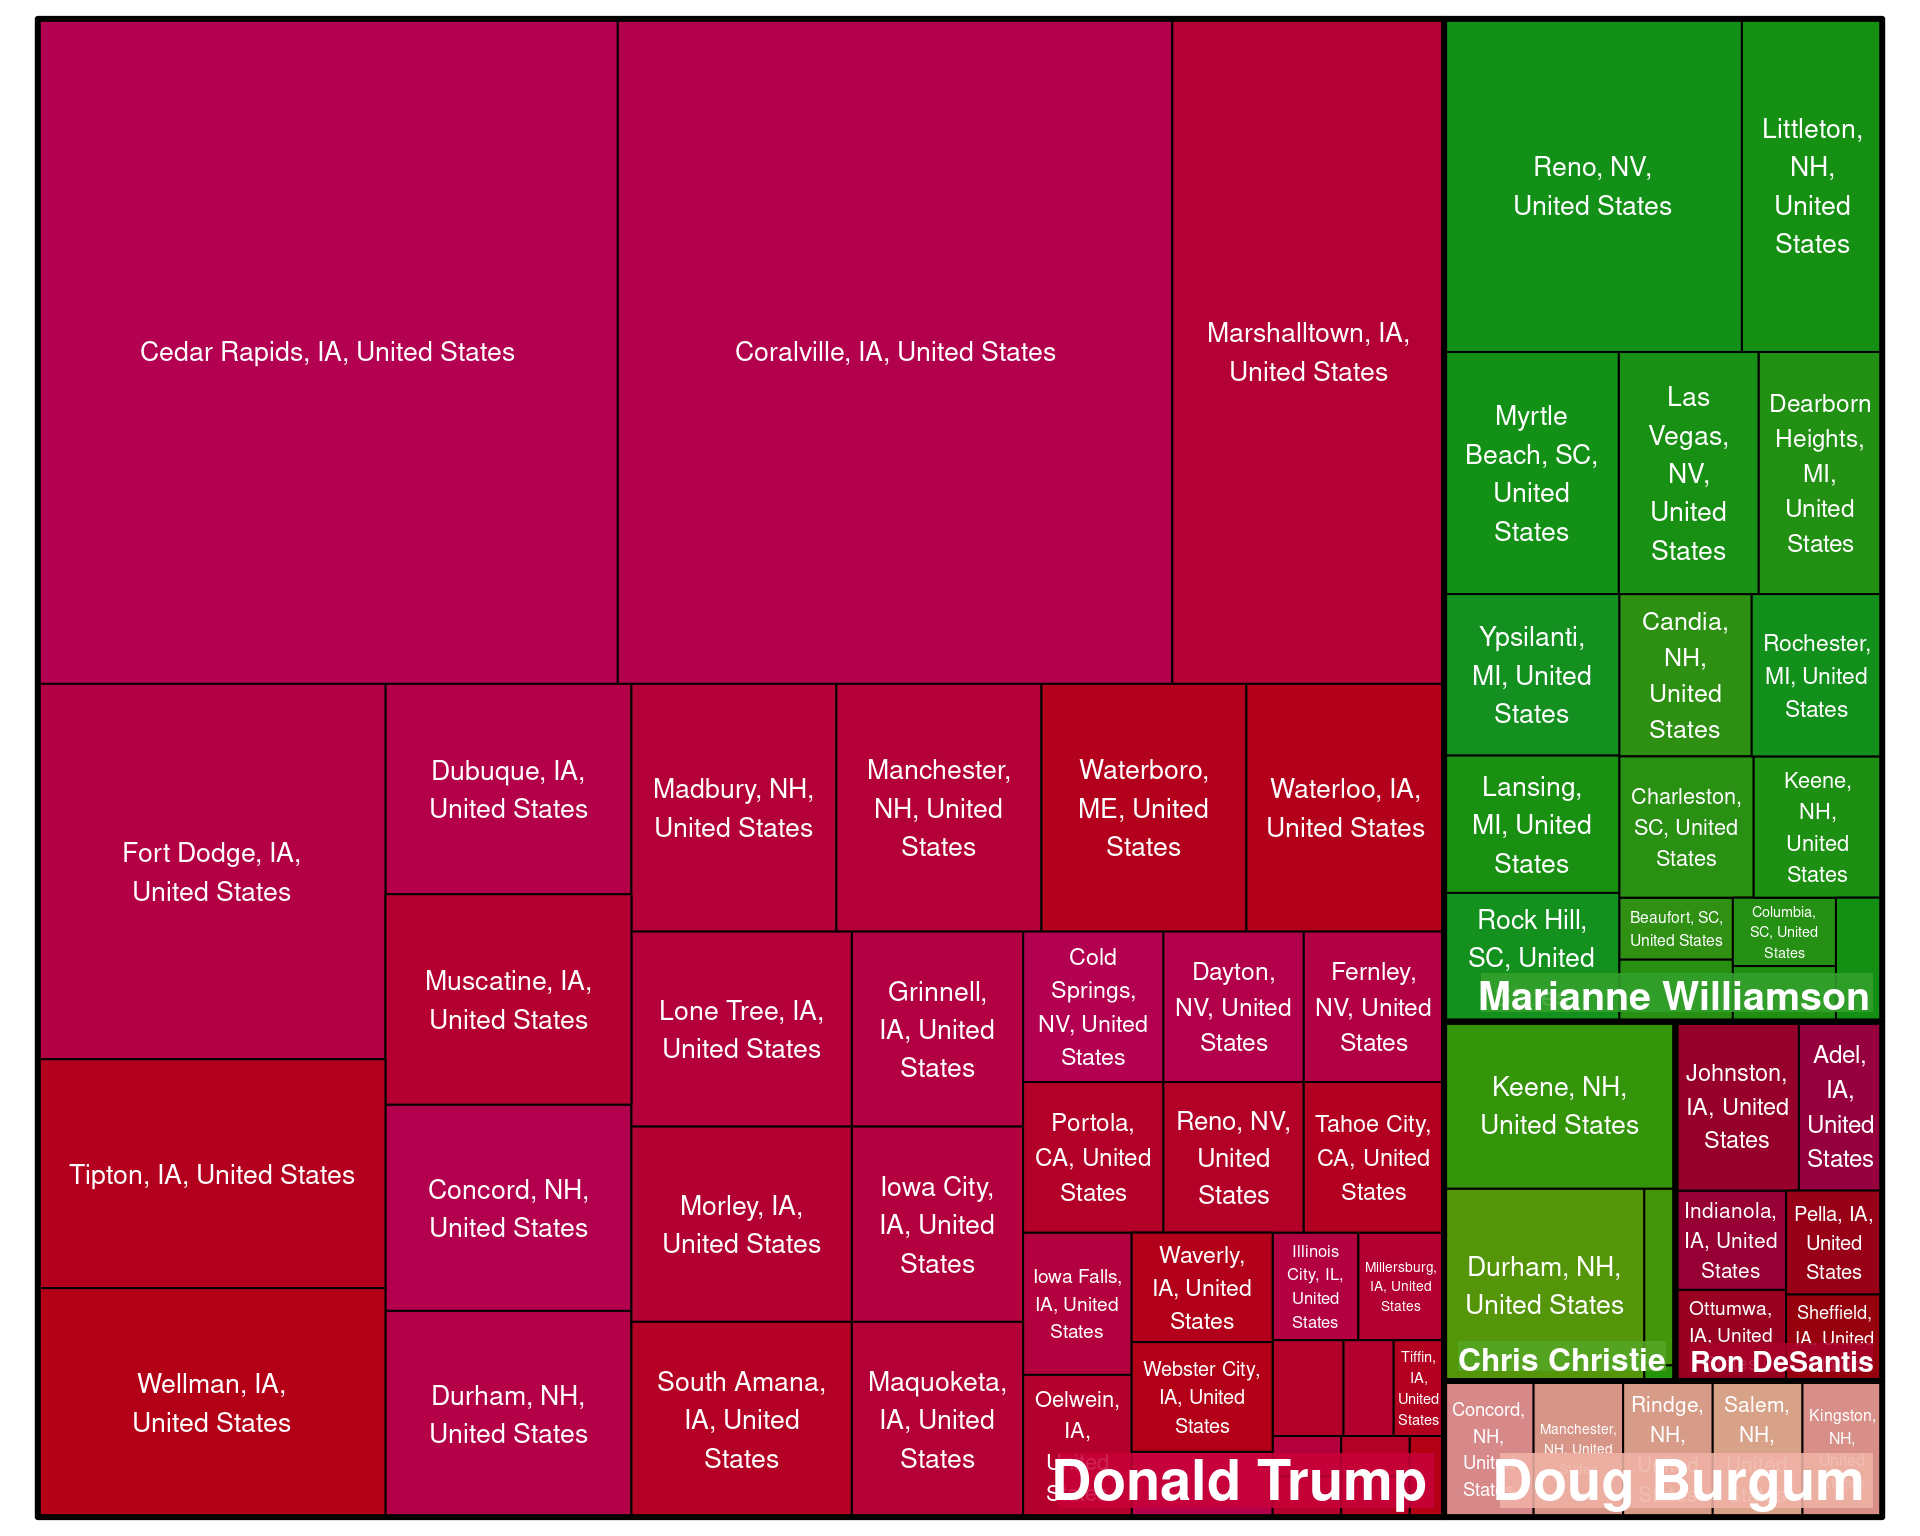 Cedar Rapids, IA, United States
Coralville, IA, United States
Marshalltown, IA,
United States
Fort Dodge, IA,
United States
Tipton, IA, United States
Wellman, IA,
United States
Dubuque, IA,
United States
Muscatine, IA,
United States
Concord, NH,
United States
Durham, NH,
United States
Madbury, NH,
United States
Manchester,
NH, United
States
Waterboro,
ME, United
States
Waterloo, IA,
United States
Lone Tree, IA,
United States
Morley, IA,
United States
South Amana,
IA, United
States
Grinnell,
IA, United
States
Iowa City,
IA, United
States
Maquoketa,
IA, United
States
Cold
Springs,
NV, United
States
Dayton,
NV, United
States
Fernley,
NV, United
States
Portola,
CA, United
States
Reno, NV,
United
States
Tahoe City,
CA, United
States
Iowa Falls,
IA, United
States
Oelwein,
IA,
Waverly,
IA, United
States
Webster City,
IA, United
States
Illinois
City, IL,
United
States
Millersburg,
IA, United
States
Tiffin,
IA,
United
States
Donald Trump
Reno, NV,
United States
Littleton,
NH,
United
States
Myrtle
Beach, SC,
United
States
Las
Vegas,
NV,
United
States
Dearborn
Heights,
MI,
United
States
Ypsilanti,
MI, United
States
Candia,
NH,
United
States
Rochester,
MI, United
States
Lansing,
MI, United
States
Charleston,
SC, United
States
Keene,
NH,
United
States
Rock Hill,
SC, United
Beaufort, SC,
United States
Columbia,
SC, United
States
Marianne Williamson
Keene, NH,
United States
Durham, NH,
United States
Chris Christie
Johnston,
IA, United
States
Adel,
IA,
United
States
Indianola,
IA, United
States
Pella, IA,
United
States
Ottumwa,
IA, United
Sheffield,
IA, United
Ron DeSantis
Concord,
NH,
United
States
Manchester,
NH, United
Rindge,
NH,
United
Salem,
NH,
United
Kingston,
NH,
United
Doug Burgum